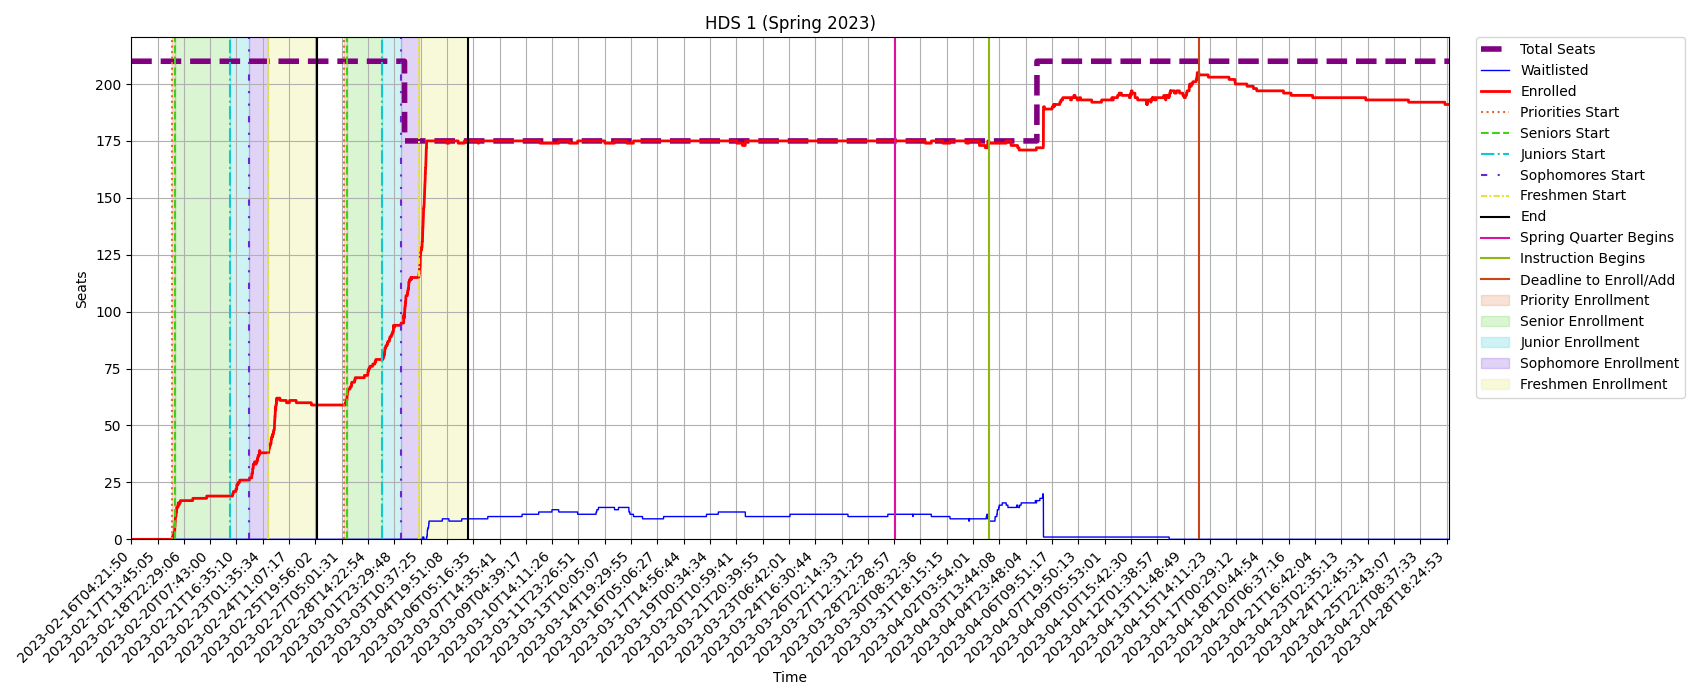 HDS 1 (Spring 2023)
Seats
200
175
150
125
100
75
50
25
0
2023-02-16T04:21:50
2023-02-17T13:45:05
2023-02-18T22:29:06
2023-02-20T07:43:00
2023-02-21T16:35:10
2023-02-23T01:35:34
2023-02-24T11:07:17
2023-02-25T19:56:02
2023-02-27T05:01:31
2023-02-28T14:22:54
2023-03-01T23:29:48
2023-03-03T10:37:25
2023-03-04T19:51:08
2023-03-06T05:16:35
2023-03-07T14:35:41
2023-03-09T04:39:17
2023-03-10T14:11:26
2023-03-11T23:26:51
2023-03-13T10:05:07
2023-03-14T19:29:55
2023-03-16T05:06:27
2023-03-17T14:56:44
2023-03-19T00:34:34
2023-03-20T10:59:41
2023-03-21T20:39:55
2023-03-23T06:42:01
2023-03-24T16:30:44
2023-03-26T02:14:33
2023-03-27T12:31:25
2023-03-28T22:28:57
2023-03-30T08:32:36
2023-03-31T18:15:15
2023-04-02T03:54:01
2023-04-03T13:44:08
2023-04-04T23:48:04
2023-04-06T09:51:17
2023-04-07T19:50:13
2023-04-09T05:53:01
2023-04-10T15:42:30
2023-04-12T01:38:57
2023-04-13T11:48:49
2023-04-15T14:11:23
2023-04-17T00:29:12
2023-04-18T10:44:54
2023-04-20T06:37:16
2023-04-21T16:42:04
2023-04-23T02:35:13
2023-04-24T12:45:31
2023-04-25T22:43:07
2023-04-27T08:37:33
2023-04-28T18:24:53
Time
Total Seats
Waitlisted
Enrolled
Priorities Start
Seniors Start
Juniors Start
Sophomores Start
Freshmen Start
End
Spring Quarter Begins
Instruction Begins
Deadline to Enroll/Add
Priority Enrollment
Senior Enrollment
Junior Enrollment
Sophomore Enrollment
Freshmen Enrollment